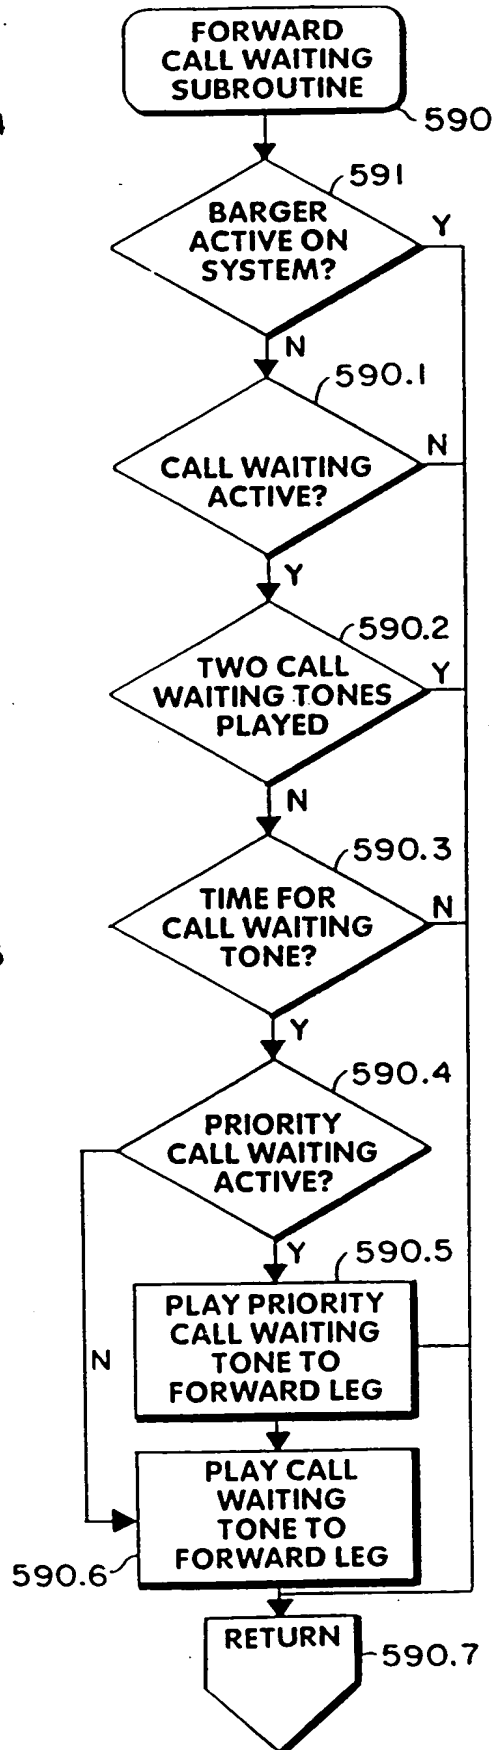 FORWARD
CALL WAITING
SUBROUTINE
590
591
BARGER
ACTIVE ON
SYSTEM?
Y
N
590.1
CALL WAITING
ACTIVE?
N
Y
590.2
TWO CALL
WAITING TONES
PLAYED
Y
N
590.3
TIME FOR
CALL WAITING
TONE?
N
Y
590.4
PRIORITY
CALL WAITING
ACTIVE?
Y
N
590.5
PLAY PRIORITY
CALL WAITING
TONE TO
FORWARD LEG
PLAY CALL
WAITING
TONE TO
FORWARD LEG
590.6
RETURN
590.7